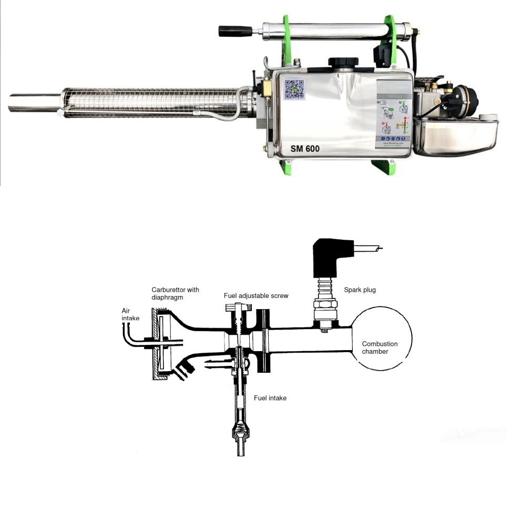 SM 600
Carburettor with
diaphragm
Fuel adjustable screw
Spark plug
Air
intake
Combustion
chamber
Fuel intake